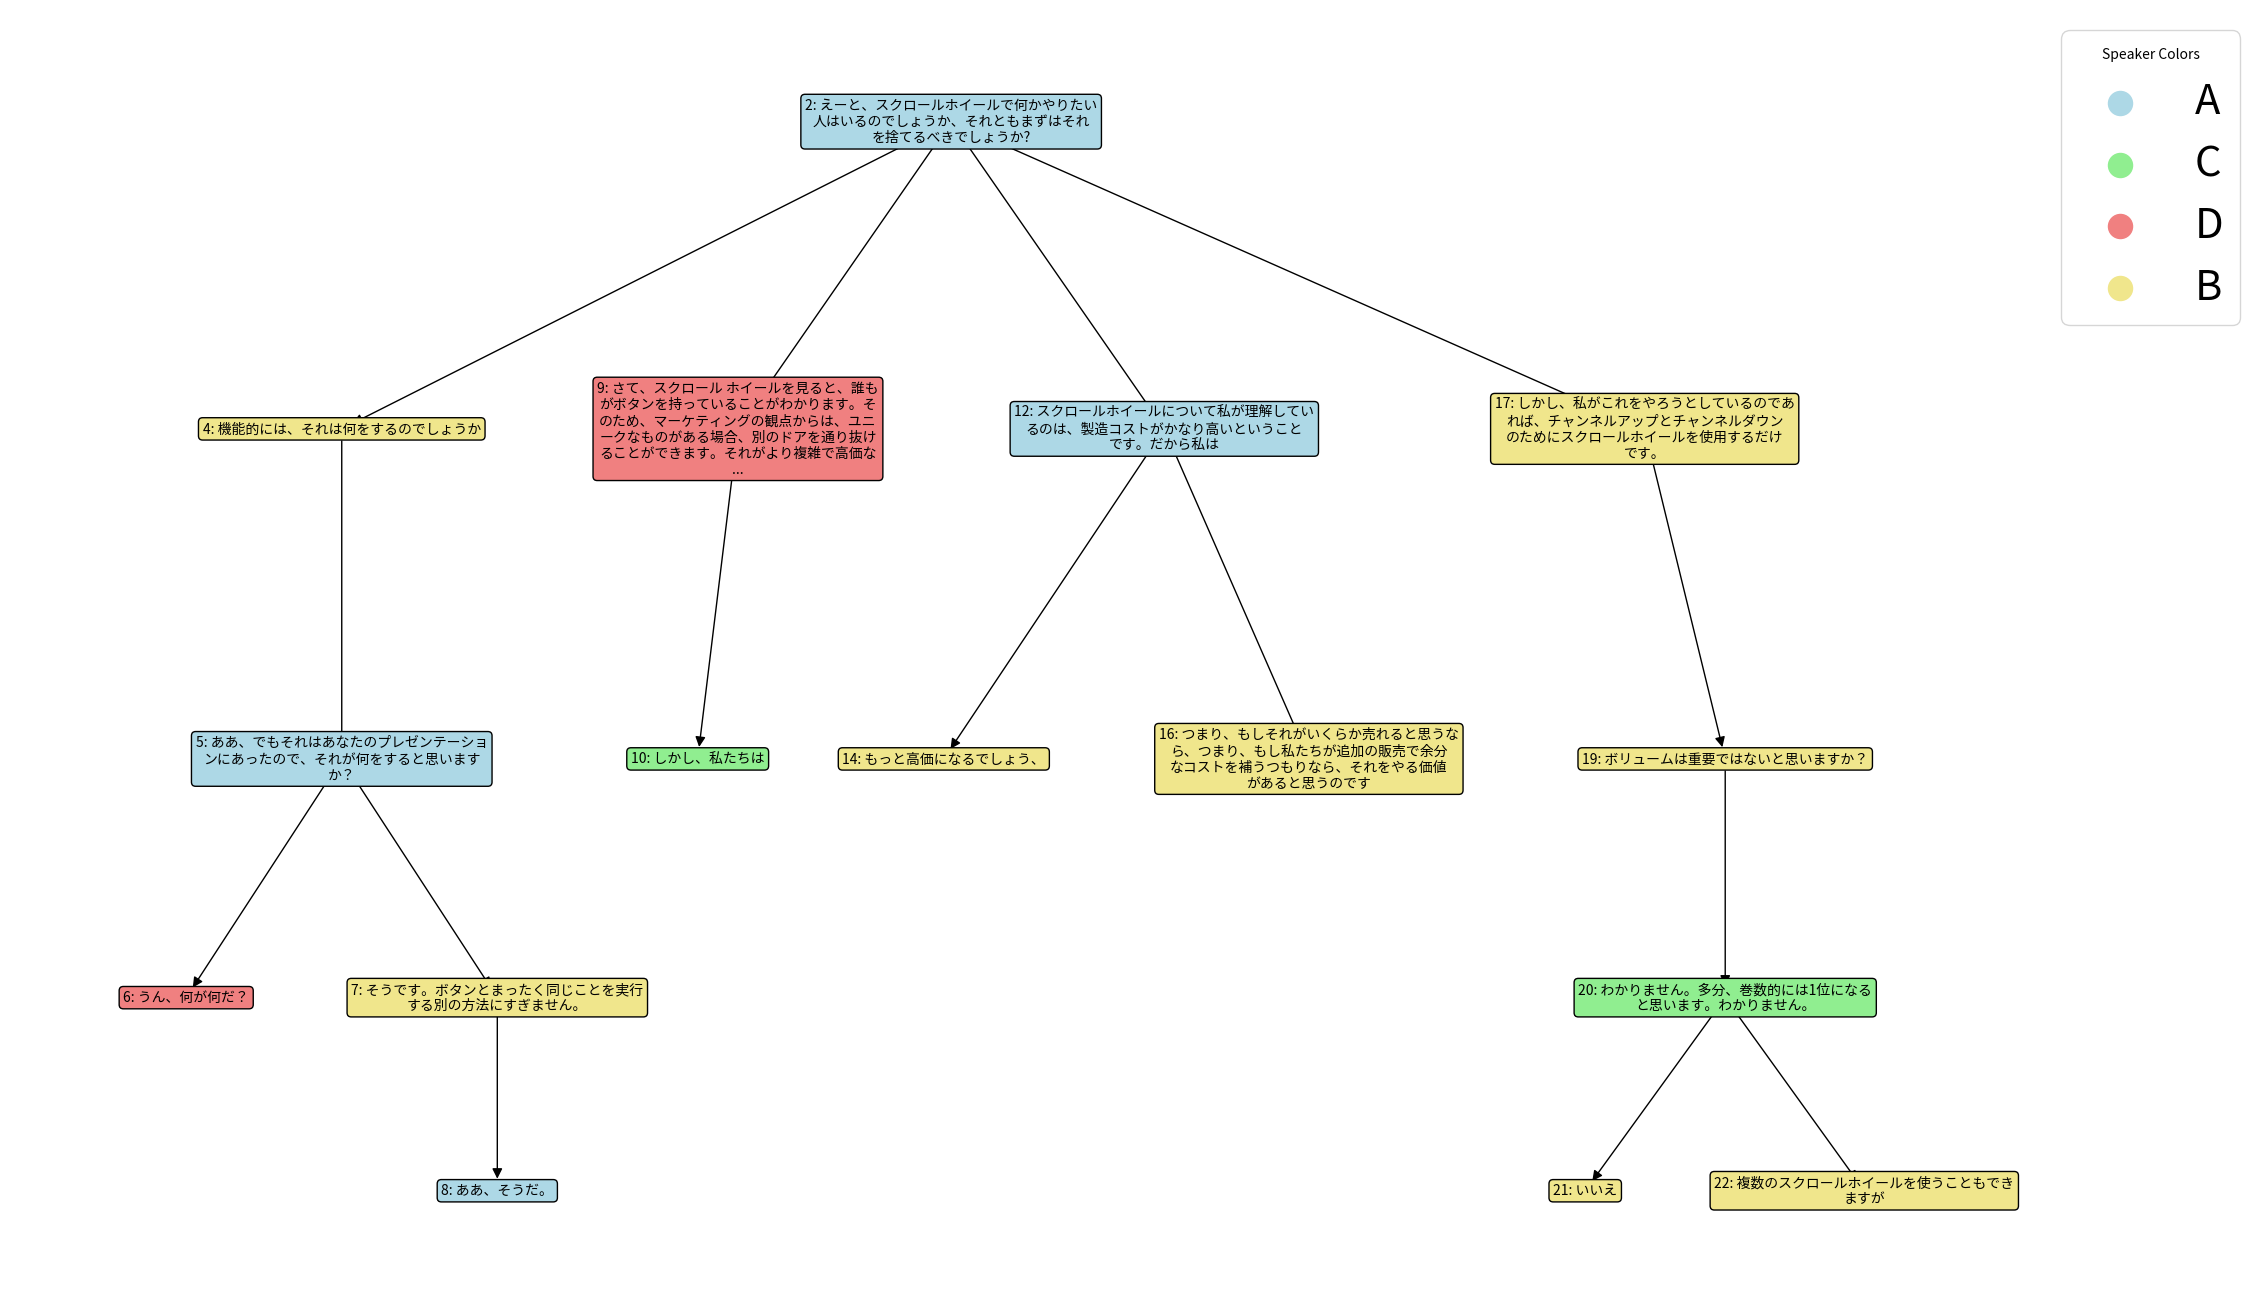 Speaker Colors
A
C
D
B
2: えーと、スクロールホイールで何かやりたい
人はいるのでしょうか、それともまずはそれ
を捨てるべきでしょうか?
4: 機能的には、それは何をするのでしょうか
9: さて、スクロール ホイールを見ると、誰も
がボタンを持っていることがわかります。そ
のため、マーケティングの観点からは、ユニ
ークなものがある場合、別のドアを通り抜け
ることができます。それがより複雑で高価な
...
12: スクロールホイールについて私が理解してい
るのは、製造コストがかなり高いということ
です。だから私は
17: しかし、私がこれをやろうとしているのであ
れば、チャンネルアップとチャンネルダウン
のためにスクロールホイールを使用するだけ
です。
5: ああ、でもそれはあなたのプレゼンテーショ
ンにあったので、それが何をすると思います
か？
10: しかし、私たちは
14: もっと高価になるでしょう、
16: つまり、もしそれがいくらか売れると思うな
ら、つまり、もし私たちが追加の販売で余分
なコストを補うつもりなら、それをやる価値
があると思うのです
19: ボリュームは重要ではないと思いますか？
6: うん、何が何だ？
7: そうです。ボタンとまったく同じことを実行
する別の方法にすぎません。
20: わかりません。多分、巻数的には1位になる
と思います。わかりません。
8: ああ、そうだ。
21: いいえ
22: 複数のスクロールホイールを使うこともでき
ますが